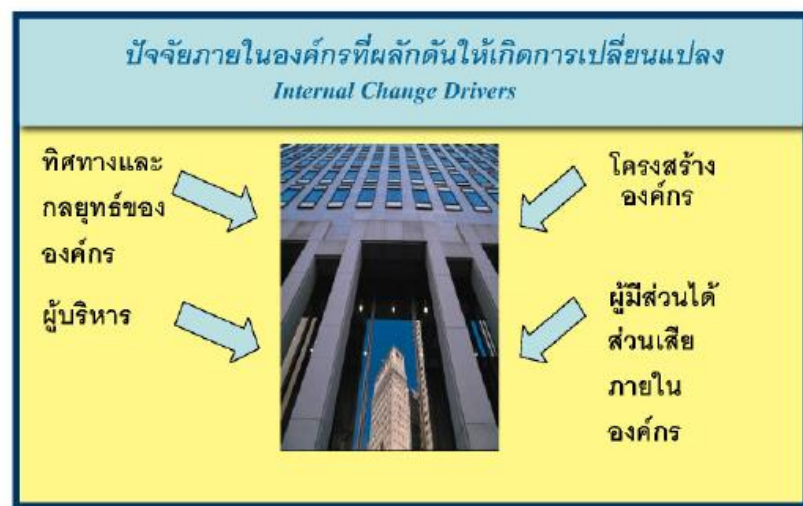 ปัจจัยภายในองค์กรที่ผลักดันให้เกิดการเปลี่ยนแปลง
Internal Change Drivers
ทิศทางและ
กลยุทธ์ของ
องค์กร
ผู้บริหาร
โครงสร้าง
องค์กร
ผู้มีส่วนได้
ส่วนเสีย
ภายใน
องค์กร